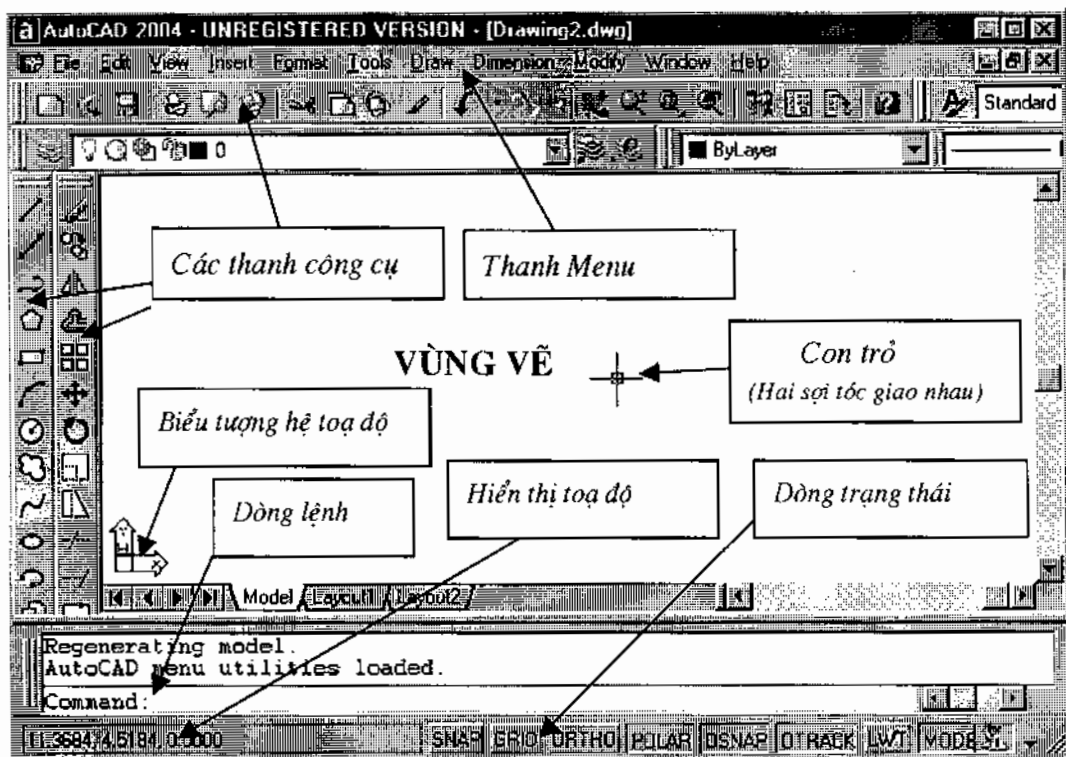 AutoCAD 2004 - UNREGISTERED VERSION - [Drawing2.dwg]
File Edit View Insert Format Tools Draw Dimension Modify Window Help
Standard
0
ByLayer
Các thanh công cụ
Thanh Menu
VÙNG VẼ
Con trỏ
(Hai sợi tóc giao nhau)
Biểu tượng hệ toạ độ
Dòng lệnh
Hiển thị toạ độ
Dòng trạng thái
Model Layout1 Layout2
Regenerating model.
AutoCAD menu utilities loaded.
Command:
SNAP GRID ORTHO POLAR OSNAP OTRACK LWT